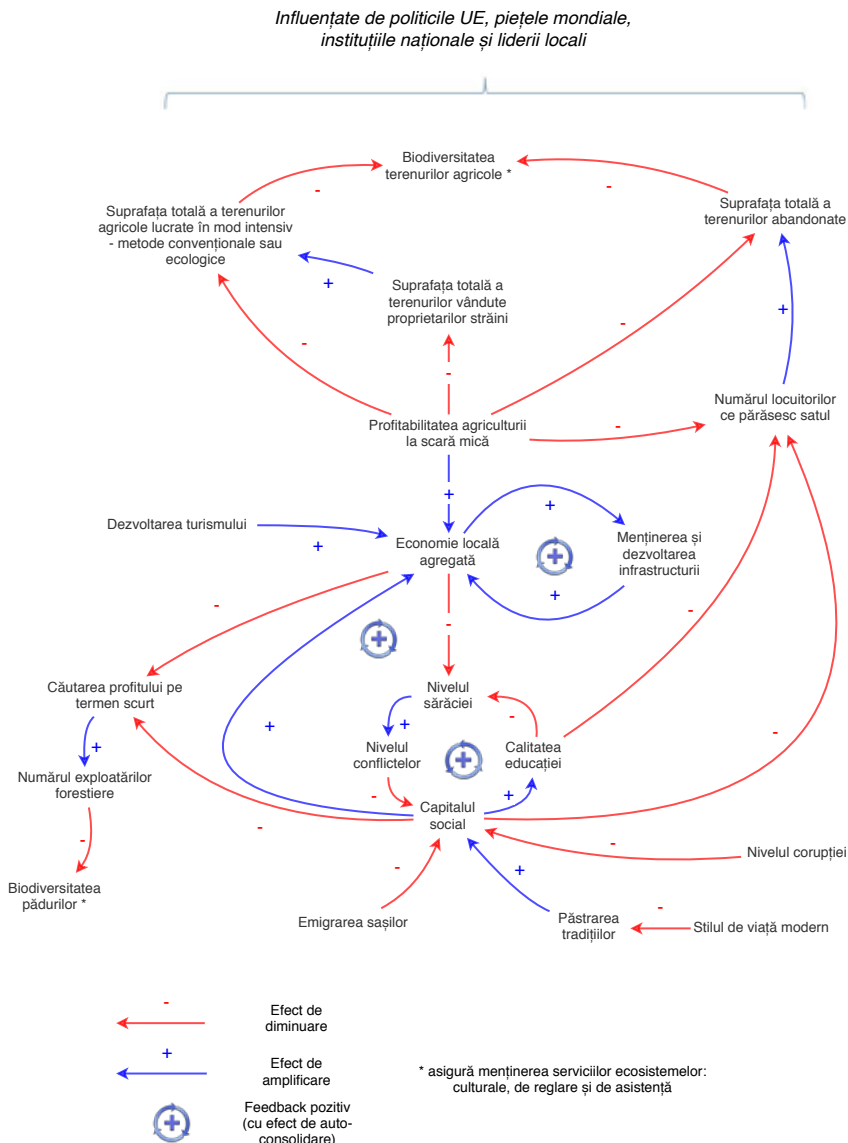 Influențate de politicile UE, piețele mondiale,
instituțiile naționale și liderii locali
Biodiversitatea
terenurilor agricole *
-
-
Suprafața totală a terenurilor
agricole lucrate în mod intensiv
- metode convenționale sau
ecologice
Suprafața totală a
terenurilor abandonate
+
Suprafața totală a
terenurilor vândute
proprietarilor străini
+
-
-
-
Numărul locuitorilor
ce părăsesc satul
Profitabilitatea agriculturii
la scară mică
-
+
+
Dezvoltarea turismului
+
Economie locală
agregată
Menținerea și
dezvoltarea
infrastructurii
+
-
-
-
Căutarea profitului pe
termen scurt
Nivelul
sărăciei
-
+
+
-
+
Nivelul
conflictelor
Calitatea
educației
Numărul exploatărilor
forestiere
-
+
Capitalul
social
-
-
-
Nivelul corupției
-
+
Biodiversitatea
pădurilor *
Emigrarea sașilor
Păstrarea
tradițiilor
-
Stilul de viață modern
-
Efect de
diminuare
+
Efect de
amplificare
* asigură menținerea serviciilor ecosistemelor:
culturale, de reglare și de asistență
Feedback pozitiv
(cu efect de auto-
consolidare)